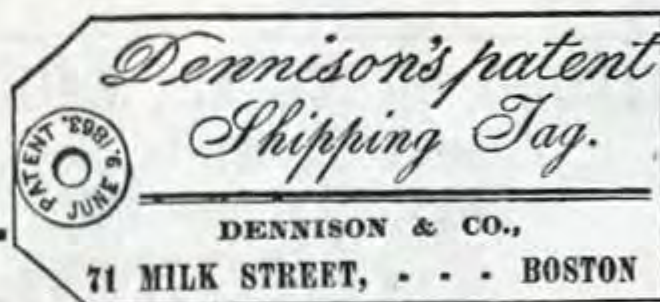 Dennison's patent
Shipping Tag.
PATENT JUNE 9, 1863.
DENNISON & CO.,
71 MILK STREET, - - - BOSTON